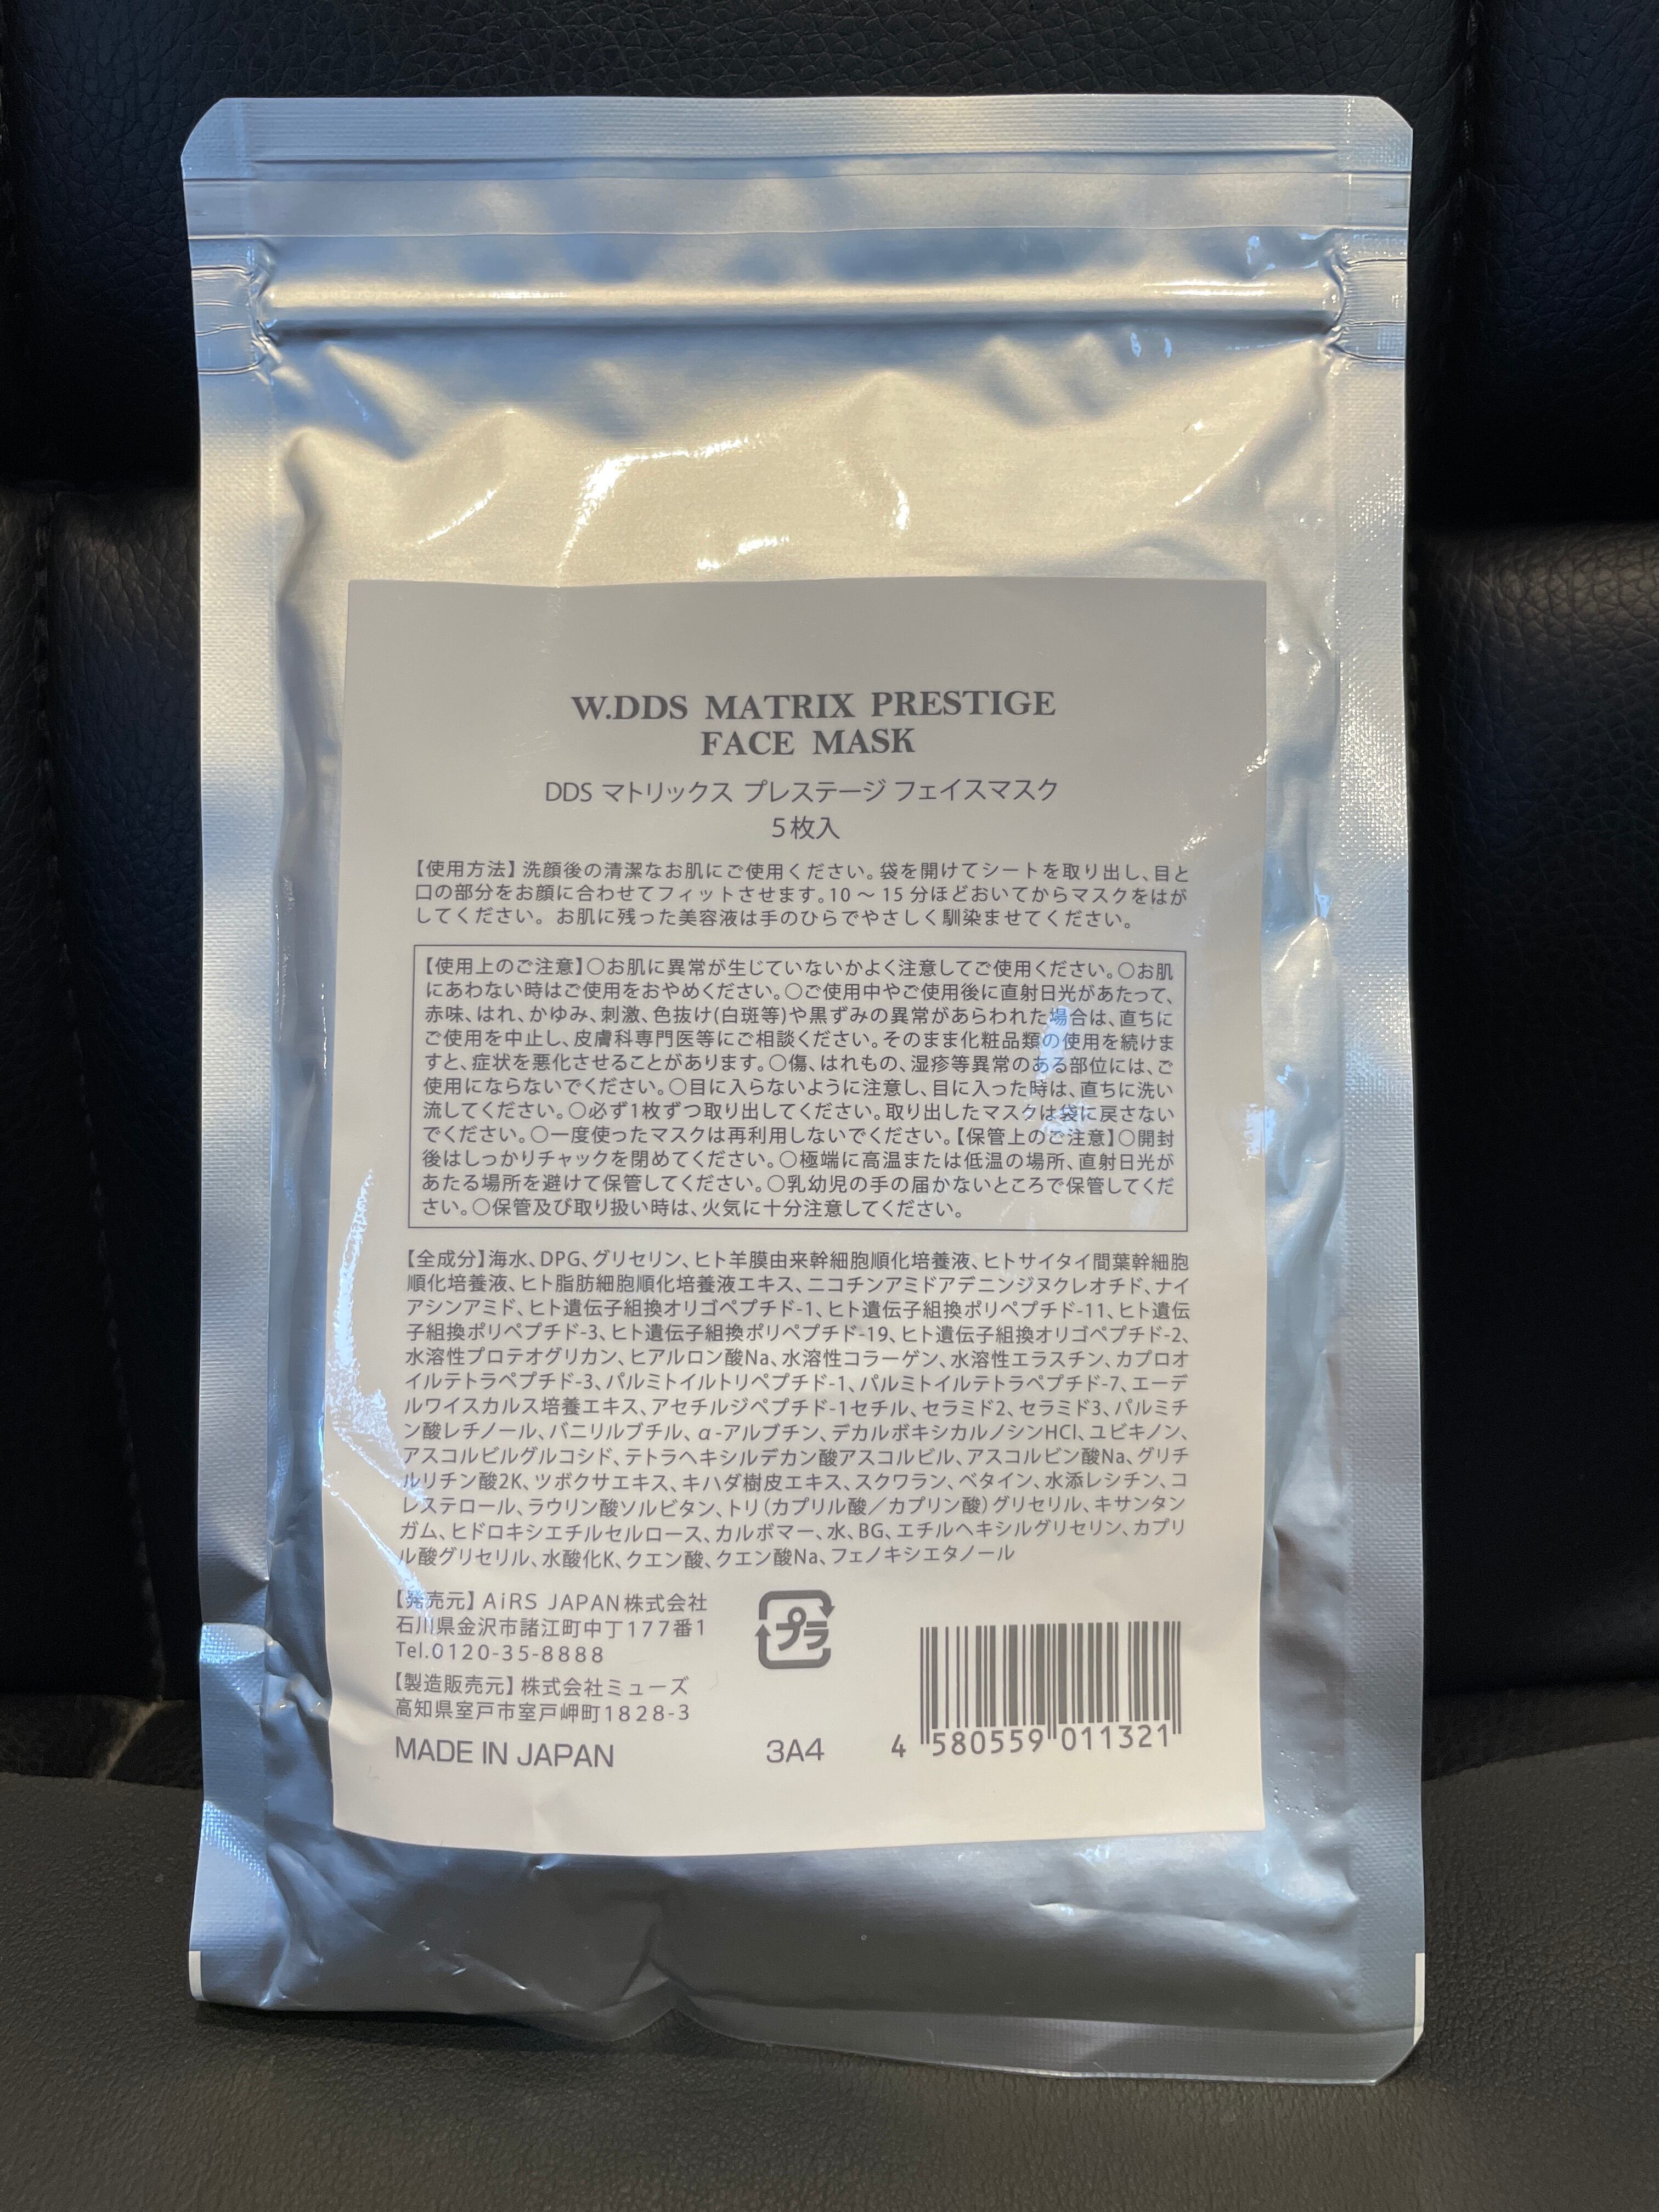 W.DDS MATRIX PRESTIGE
FACE MASK
DDS マトリックス プレステージ フェイスマスク
5枚入
【使用方法】洗顔後の清潔なお肌にご使用ください。袋を開けてシートを取り出し、目と
口の部分をお顔に合わせてフィットさせます。10 〜 15 分ほどおいてからマスクをはが
してください。お肌に残った美容液は手のひらでやさしく馴染ませてください。
【使用上のご注意】○お肌に異常が生じていないかよく注意してご使用ください。○お肌
にあわない時はご使用をおやめください。○ご使用中やご使用後に直射日光があたって、
赤味、はれ、かゆみ、刺激、色抜け(白斑等)や黒ずみの異常があらわれた場合は、直ちに
ご使用を中止し、皮膚科専門医等にご相談ください。そのまま化粧品類の使用を続けま
すと、症状を悪化させることがあります。○傷、はれもの、湿疹等異常のある部位には、ご
使用にならないでください。○目に入らないように注意し、目に入った時は、直ちに洗い
流してください。○必ず1枚ずつ取り出してください。取り出したマスクは袋に戻さない
でください。○一度使ったマスクは再利用しないでください。【保管上のご注意】○開封
後はしっかりチャックを閉めてください。○極端に高温または低温の場所、直射日光が
あたる場所を避けて保管してください。○乳幼児の手の届かないところで保管してくだ
さい。○保管及び取り扱い時は、火気に十分注意してください。
【全成分】海水、DPG、グリセリン、ヒト羊膜由来幹細胞順化培養液、ヒトサイタイ間葉幹細胞
順化培養液、ヒト脂肪細胞順化培養液エキス、ニコチンアミドアデニンジヌクレオチド、ナイ
アシンアミド、ヒト遺伝子組換オリゴペプチド-1、ヒト遺伝子組換ポリペプチド-11、ヒト遺伝
子組換ポリペプチド-3、ヒト遺伝子組換ポリペプチド-19、ヒト遺伝子組換オリゴペプチド-2、
水溶性プロテオグリカン、ヒアルロン酸Na、水溶性コラーゲン、水溶性エラスチン、カプロオ
イルテトラペプチド-3、パルミトイルトリペプチド-1、パルミトイルテトラペプチド-7、エーデ
ルワイスカルス培養エキス、アセチルジペプチド-1セチル、セラミド2、セラミド3、パルミチ
ン酸レチノール、バニリルブチル、α-アルブチン、デカルボキシカルノシンHCl、ユビキノン、
アスコルビルグルコシド、テトラヘキシルデカン酸アスコルビル、アスコルビン酸Na、グリチ
ルリチン酸2K、ツボクサエキス、キハダ樹皮エキス、スクワラン、ベタイン、水添レシチン、コ
レステロール、ラウリン酸ソルビタン、トリ（カプリル酸／カプリン酸）グリセリル、キサンタン
ガム、ヒドロキシエチルセルロース、カルボマー、水、BG、エチルヘキシルグリセリン、カプリ
ル酸グリセリル、水酸化K、クエン酸、クエン酸Na、フェノキシエタノール
【発売元】AiRS JAPAN株式会社
石川県金沢市諸江町中丁177番1
Tel.0120-35-8888
【製造販売元】株式会社ミューズ
高知県室戸市室戸岬町1828-3
プラ
MADE IN JAPAN
3A4
4 580559 011321